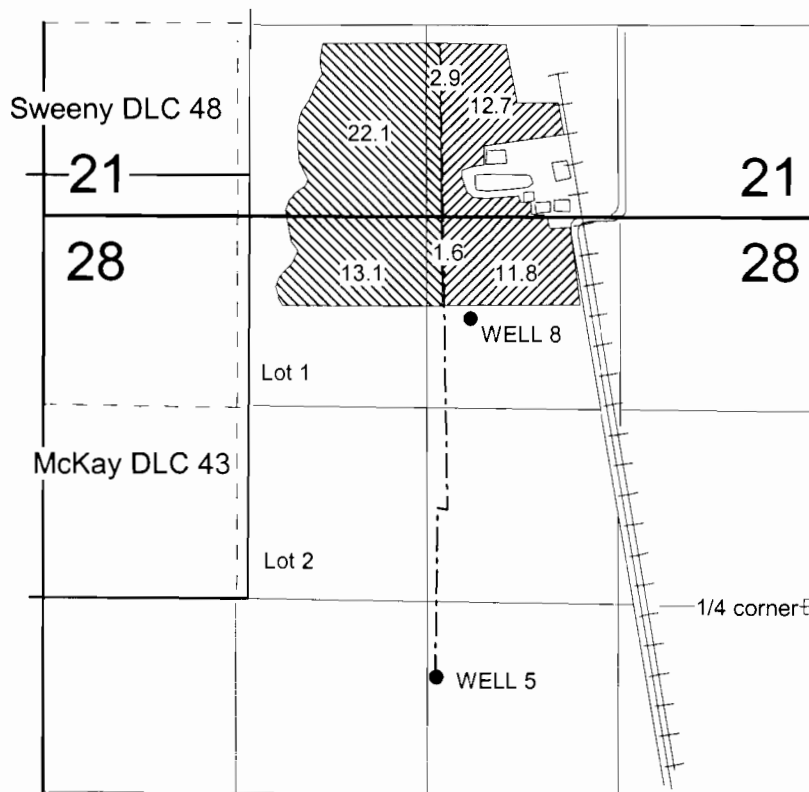 2.9
Sweeny DLC 48
12.7
22.1
21
21
28
1.6
28
13.1
11.8
WELL 8
Lot 1
McKay DLC 43
Lot 2
1/4 corner
WELL 5